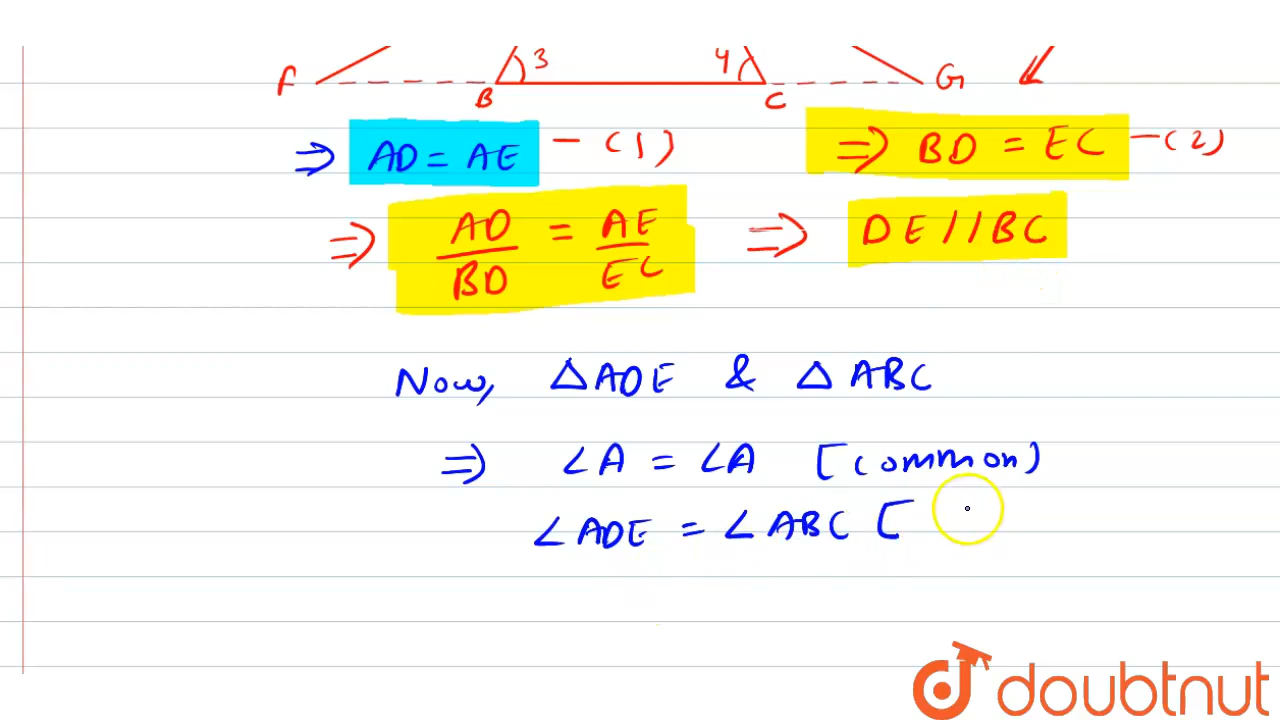 3 4
F B C G
⇒ AD = AE – (1) ⇒ BD = EC – (2)
⇒ AD/BD = AE/EC ⇒ DE // BC
Now, △ADE & △ABC
⇒ ∠A = ∠A [common)
∠ADE = ∠ABC [
doubtnut